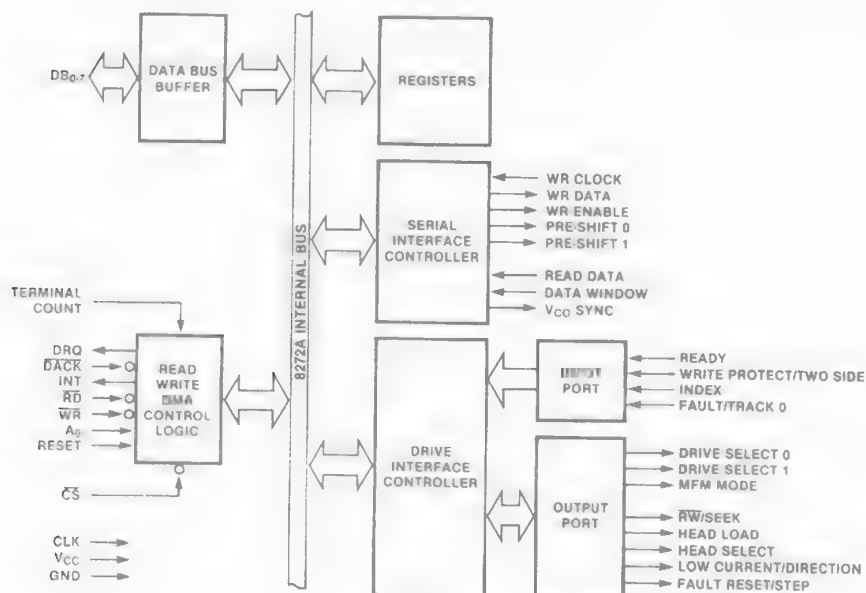 DB0-7
DATA BUS
BUFFER
REGISTERS
8272A INTERNAL BUS
SERIAL
INTERFACE
CONTROLLER
WR CLOCK
WR DATA
WR ENABLE
PRE-SHIFT 0
PRE-SHIFT 1
READ DATA
DATA WINDOW
VCO SYNC
TERMINAL
COUNT
DRQ
DACK
INT
RD
WR
A0
RESET
CS
READ
WRITE
DMA
CONTROL
LOGIC
CLK
VCC
GND
DRIVE
INTERFACE
CONTROLLER
INPUT
PORT
READY
WRITE PROTECT/TWO SIDE
INDEX
FAULT/TRACK 0
OUTPUT
PORT
DRIVE SELECT 0
DRIVE SELECT 1
MFM MODE
RW/SEEK
HEAD LOAD
HEAD SELECT
LOW CURRENT/DIRECTION
FAULT RESET/STEP